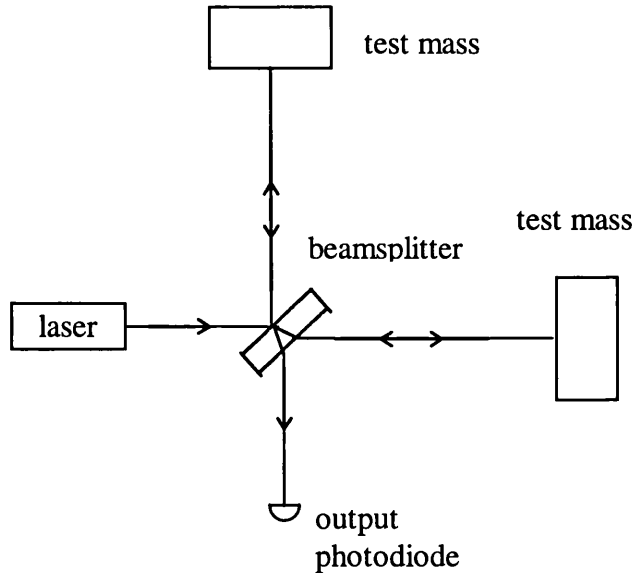 test mass
test mass
beamsplitter
laser
output
photodiode